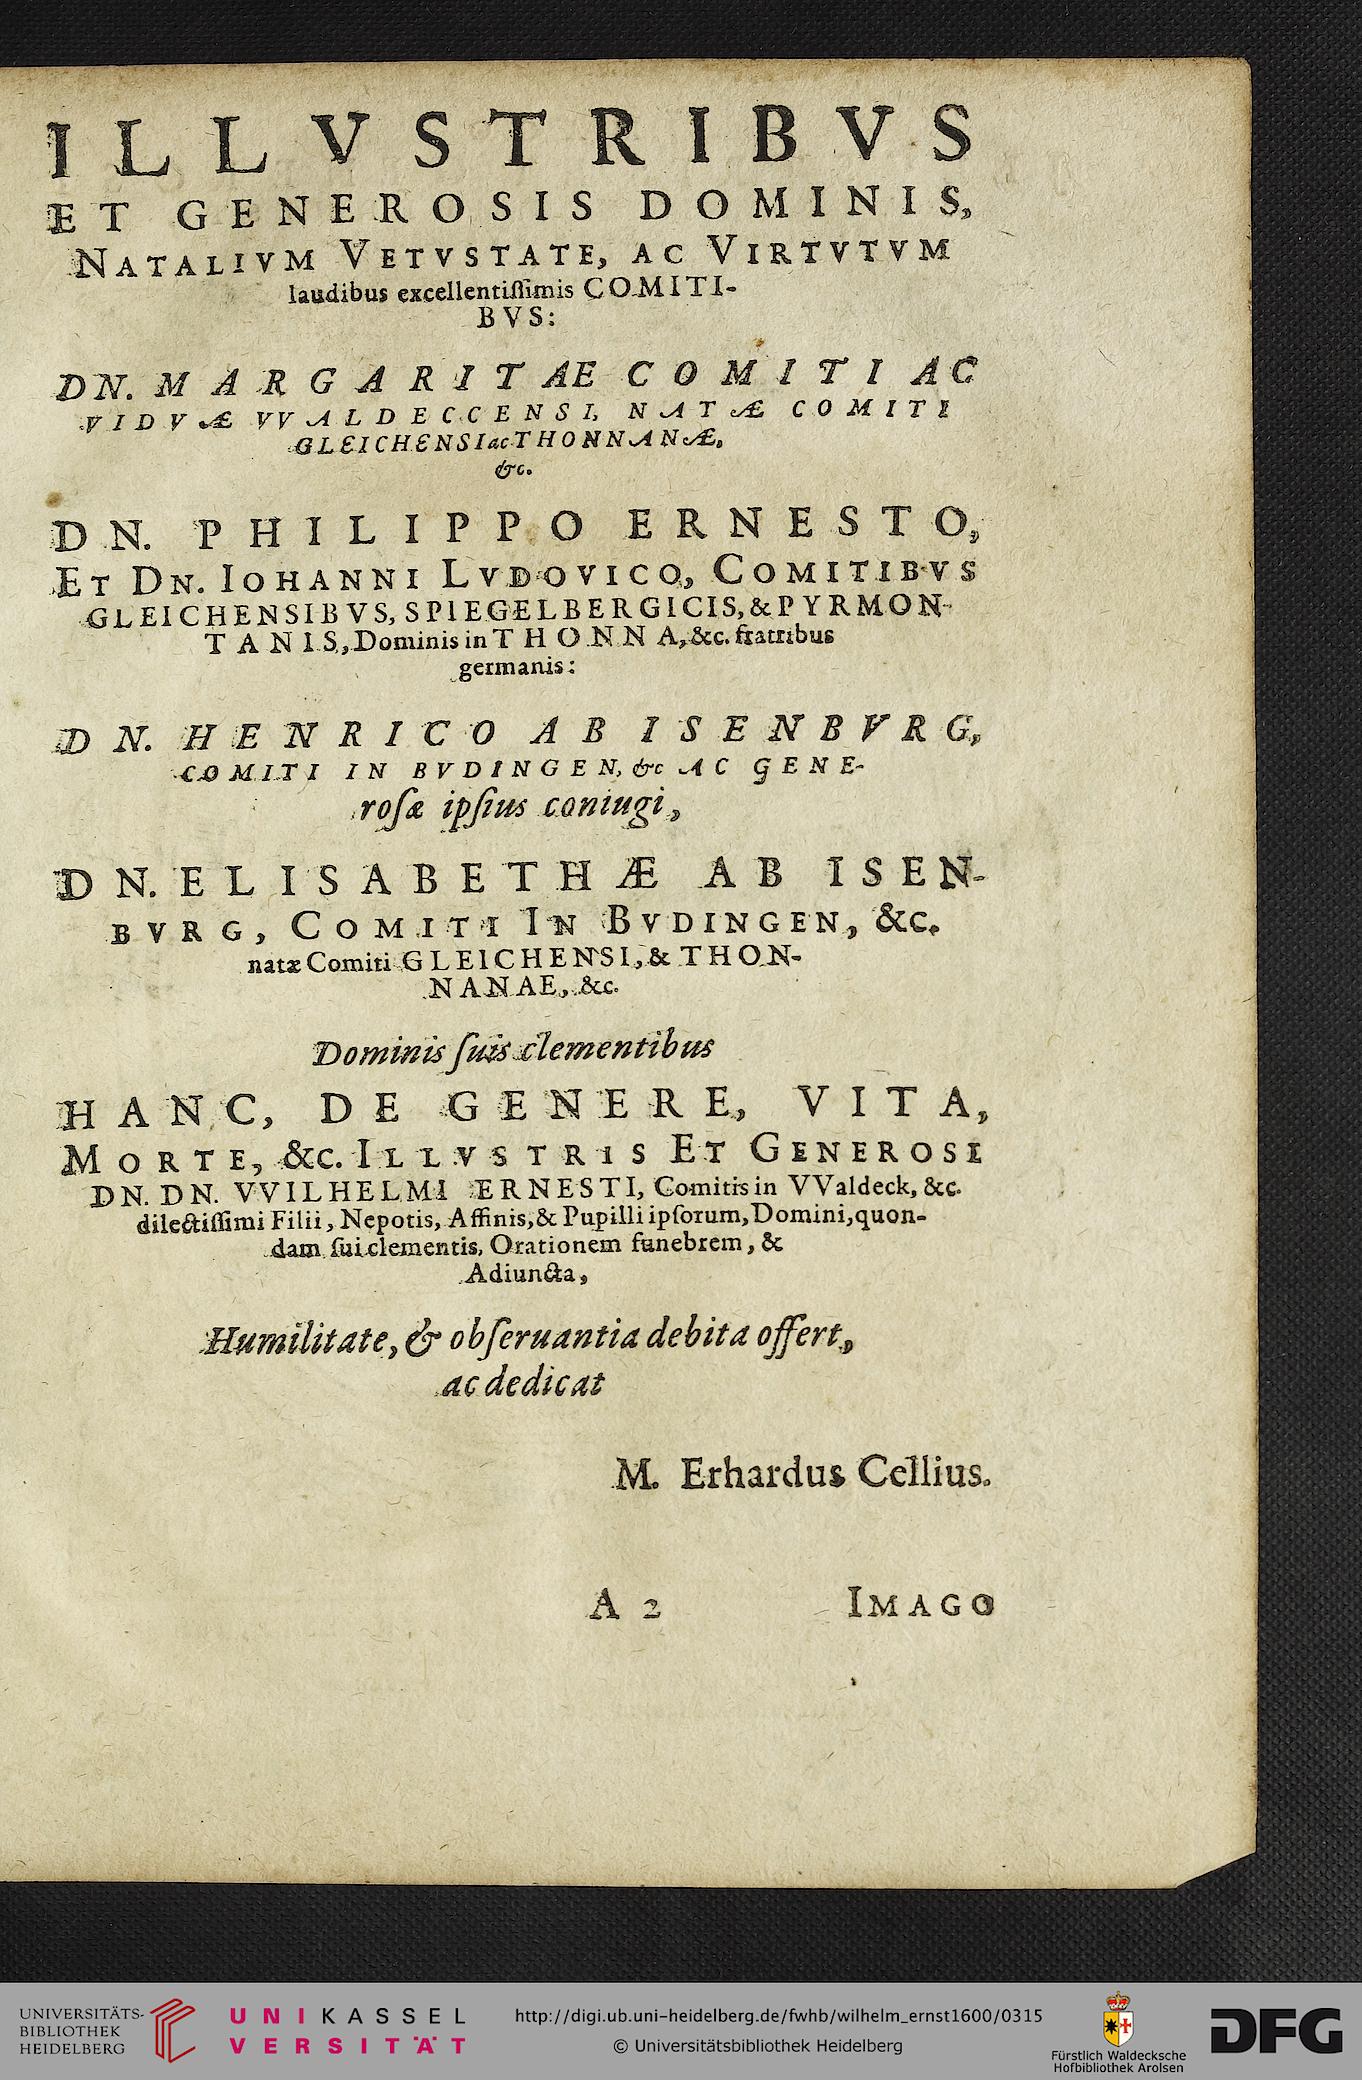 ILLVSTRIBVS
ET GENEROSIS DOMINIS,
NATALIVM VETVSTATE, AC VIRTVTVM
laudibus excellentiſſimis COMITI-
BVS:
DN. MARGARITÆ COMITI AC
VIDVÆ VVALDECCENSI, NATÆ COMITI
GLEICHENSI ac THONNANÆ,
&c.
DN. PHILIPPO ERNESTO,
ET DN. IOHANNI LVDOVICO, COMITIBVS
GLEICHENSIBVS, SPIEGELBERGICIS, & PYRMON-
TANIS, Dominis in THONNA, &c. fratribus
germanis:
DN. HENRICO AB ISENBVRG,
COMITI IN BVDINGEN, &c AC GENE-
roſæ ipſius coniugi,
DN. ELISABETHÆ AB ISEN-
BVRG, COMITI IN BVDINGEN, &c.
natæ Comiti GLEICHENSI, & THON-
NANAE, &c.
Dominis ſuis clementibus
HANC, DE GENERE, VITA,
MORTE, &c. ILLVSTRIS ET GENEROSI
DN. DN. VVILHELMI ERNESTI, Comitis in VValdeck, &c.
dilectiſſimi Filii, Nepotis, Affinis, & Pupilli ipſorum, Domini, quon-
dam ſui clementis, Orationem funebrem, &
Adiuncta,
Humilitate, & obſeruantia debita offert,
ac dedicat
M. Erhardus Cellius.
A 2 IMAGO
UNIVERSITÄTS-
BIBLIOTHEK
HEIDELBERG
UNIKASSEL
VERSITÄT
http://digi.ub.uni-heidelberg.de/fwhb/wilhelm_ernst1600/0315
© Universitätsbibliothek Heidelberg
Fürstlich Waldecksche
Hofbibliothek Arolsen
DFG